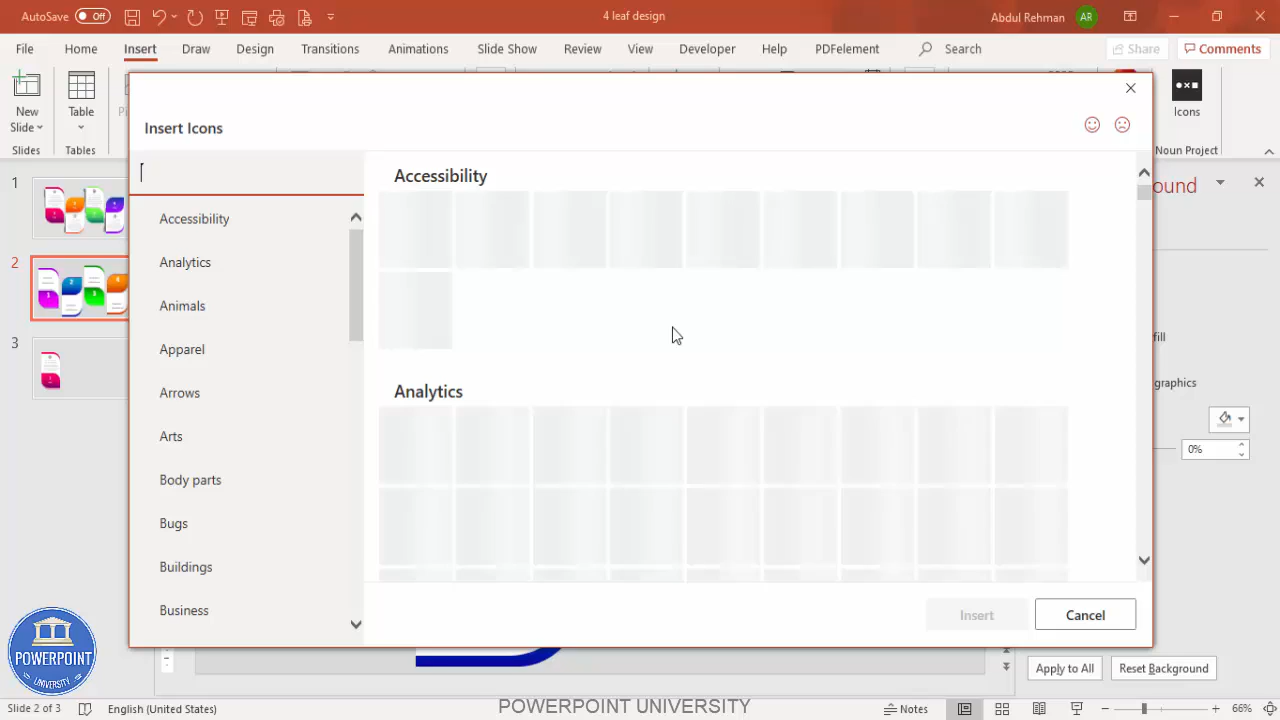 AutoSave Off 4 leaf design Abdul Rehman AR
File Home Insert Draw Design Transitions Animations Slide Show Review View Developer Help PDFelement Search Share Comments
New
Slide
Table
Icons
Slides Tables Noun Project
Insert Icons
Accessibility
Analytics
Animals
Apparel
Arrows
Arts
Body parts
Bugs
Buildings
Business
Accessibility
Analytics
Insert Cancel
1
2
3
ound
fill
graphics
0%
Apply to All Reset Background
POWERPOINT
UNIVERSITY
Slide 2 of 3 English (United States) POWERPOINT UNIVERSITY Notes 66%